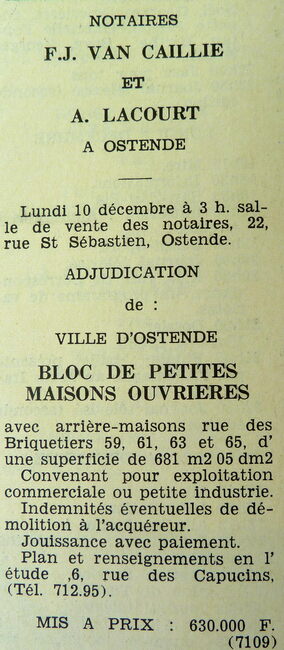 NOTAIRES
F.J. VAN CAILLIE
ET
A. LACOURT
A OSTENDE
Lundi 10 décembre à 3 h. sal-
le de vente des notaires, 22,
rue St Sébastien, Ostende.
ADJUDICATION
de :
VILLE D'OSTENDE
BLOC DE PETITES
MAISONS OUVRIERES
avec arrière-maisons rue des
Briquetiers 59, 61, 63 et 65, d'
une superficie de 681 m2 05 dm2
Convenant pour exploitation
commerciale ou petite industrie.
Indemnités éventuelles de dé-
molition à l'acquéreur.
Jouissance avec paiement.
Plan et renseignements en l'
étude ,6, rue des Capucins,
(Tél. 712.95).
MIS A PRIX : 630.000 F.
(7109)